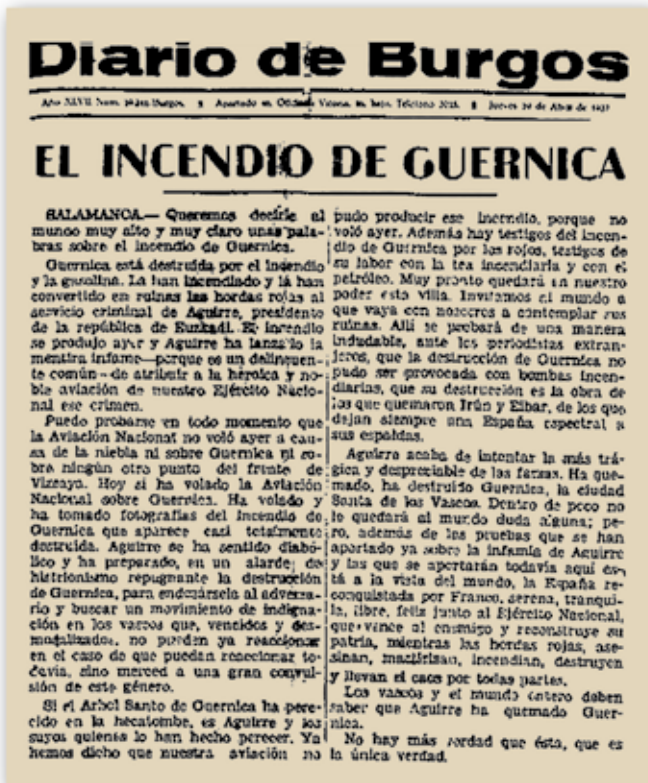 Diario de Burgos
Año XLVII Núm. Burgos. Apartado 46. Teléfono Jueves 29 de Abril de 1937
EL INCENDIO DE GUERNICA
SALAMANCA.— Queremos decirle al
mundo muy alto y muy claro unas pala-
bras sobre el incendio de Guernica.
Guernica está destruida por el incendio
y la gasolina. La han incendiado y la han
convertido en ruinas las hordas rojas al
servicio criminal de Aguirre, presidente
de la república de Euzkadi. El incendio
se produjo ayer y Aguirre ha lanzado la
mentira infame—porque es un delincuen-
te común—de atribuir a la heroica y no-
ble aviación de nuestro Ejército Nacio-
nal ese crimen.
Puede probarse en todo momento que
la Aviación Nacional no voló ayer a cau-
sa de la niebla ni sobre Guernica ni so-
bre ningún otro punto del frente de
Vizcaya. Hoy sí ha volado la Aviación
Nacional sobre Guernica. Ha volado y
ha tomado fotografías del incendio de
Guernica que aparece casi totalmente
destruida. Aguirre se ha sentido diabó-
lico y ha preparado, en un alarde de
histrionismo repugnante la destrucción
de Guernica, para endosársela al adversa-
rio y buscar un movimiento de indigna-
ción en los vascos que, vencidos y des-
moralizados, no pueden ya reaccionar
en el caso de que puedan reaccionar to-
davía, sino merced a una gran convul-
sión de este género.
Si el Arbol Santo de Guernica ha pere-
cido en la hecatombe, es Aguirre y los
suyos quienes lo han hecho perecer. Ya
hemos dicho que nuestra aviación no
pudo producir ese incendio, porque no
voló ayer. Además hay testigos del incen-
dio de Guernica por los rojos, testigos de
su labor con la tea incendiaria y con el
petróleo. Muy pronto quedará en nuestro
poder esta villa. Invitamos al mundo a
que vaya con nosotros a contemplar sus
ruinas. Allí se probará de una manera
indudable, ante los periodistas extran-
jeros, que la destrucción de Guernica no
pudo ser provocada con bombas incen-
diarias, que su destrucción es la obra de
los que quemaron Irún y Eibar, de los que
dejan siempre una España espectral a
sus espaldas.
Aguirre acaba de intentar la más trá-
gica y despreciable de las farsas. Ha que-
mado, ha destruido Guernica, la ciudad
Santa de los Vascos. Dentro de poco no
le quedará al mundo duda alguna; pe-
ro, además de las pruebas que se han
aportado ya sobre la infamia de Aguirre
y las que se aportarán todavía aquí es-
tá a la vista del mundo, la España re-
conquistada por Franco, serena, tranqui-
la, libre, feliz junto al Ejército Nacional,
que vence al enemigo y reconstruye su
patria, mientras las hordas rojas, ase-
sinan, martirizan, incendian, destruyen
y llevan el caos por todas partes.
Los vascos y el mundo entero deben
saber que Aguirre ha quemado Guer-
nica.
No hay más verdad que ésta, que es
la única verdad.